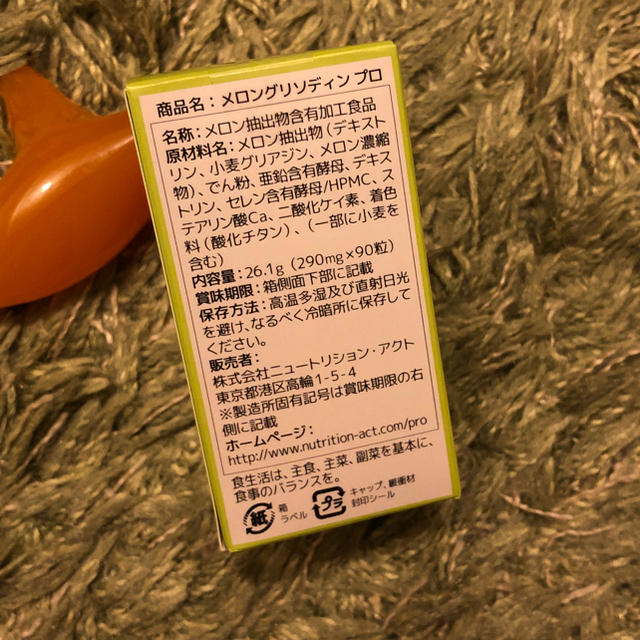 商品名：メロングリソディン プロ
名称：メロン抽出物含有加工食品
原材料名：メロン抽出物（デキスト
リン、小麦グリアジン、メロン濃縮
物）、でん粉、亜鉛含有酵母、デキス
トリン、セレン含有酵母/HPMC、ス
テアリン酸Ca、二酸化ケイ素、着色
料（酸化チタン）、（一部に小麦を
含む）
内容量：26.1g（290mg×90粒）
賞味期限：箱側面下部に記載
保存方法：高温多湿及び直射日光
を避け、なるべく冷暗所に保存して
ください。
販売者：
株式会社ニュートリション・アクト
東京都港区高輪1-5-4
※製造所固有記号は賞味期限の右
側に記載
ホームページ：
http://www.nutrition-act.com/pro
食生活は、主食、主菜、副菜を基本に、
食事のバランスを。
紙 箱 ラベル プラ キャップ、緩衝材
封印シール